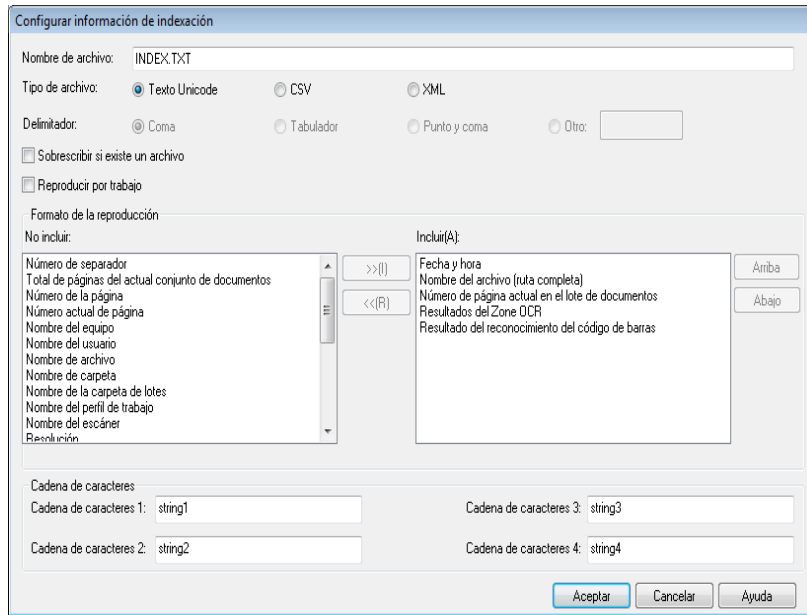 Configurar información de indexación
Nombre de archivo: INDEX.TXT
Tipo de archivo: Texto Unicode CSV XML
Delimitador: Coma Tabulador Punto y coma Otro:
Sobrescribir si existe un archivo
Reproducir por trabajo
Formato de la reproducción
No incluir:
Número de separador
Total de páginas del actual conjunto de documentos
Número de la página
Número actual de página
Nombre del equipo
Nombre del usuario
Nombre de archivo
Nombre de carpeta
Nombre de la carpeta de lotes
Nombre del perfil de trabajo
Nombre del escáner
Resolución
>>(I)
<<(R)
Incluir(A):
Fecha y hora
Nombre del archivo (ruta completa)
Número de página actual en el lote de documentos
Resultados del Zone OCR
Resultado del reconocimiento del código de barras
Arriba
Abajo
Cadena de caracteres
Cadena de caracteres 1: string1
Cadena de caracteres 3: string3
Cadena de caracteres 2: string2
Cadena de caracteres 4: string4
Aceptar Cancelar Ayuda